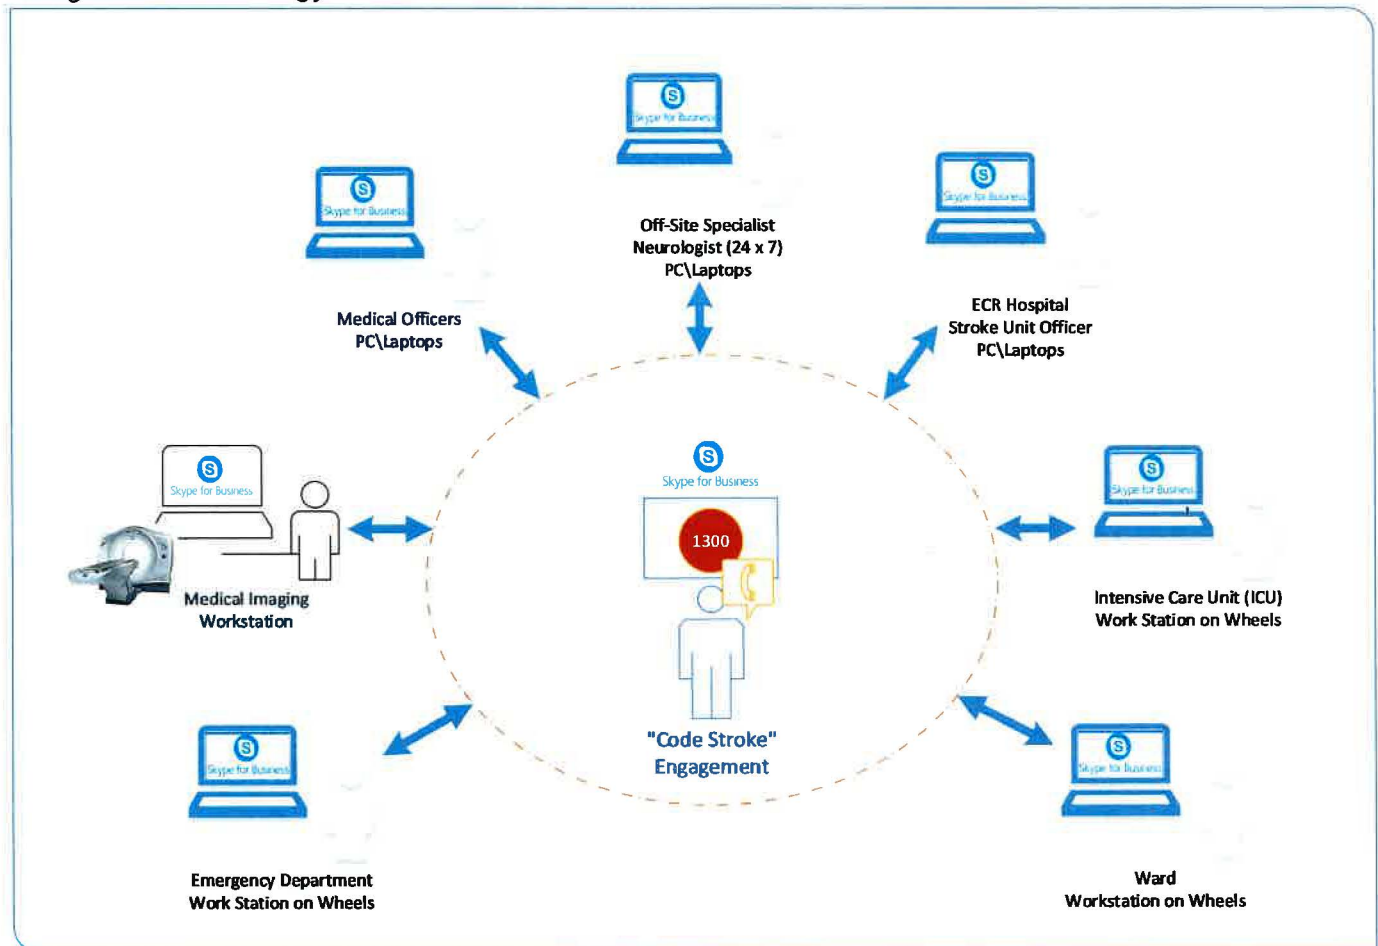 Skype for Business
Off-Site Specialist
Neurologist (24 x 7)
PC\Laptops
Skype for Business
Medical Officers
PC\Laptops
Skype for Business
ECR Hospital
Stroke Unit Officer
PC\Laptops
Skype for Business
Medical Imaging
Workstation
Skype for Business
1300
"Code Stroke"
Engagement
Skype for Business
Intensive Care Unit (ICU)
Work Station on Wheels
Skype for Business
Emergency Department
Work Station on Wheels
Skype for Business
Ward
Workstation on Wheels